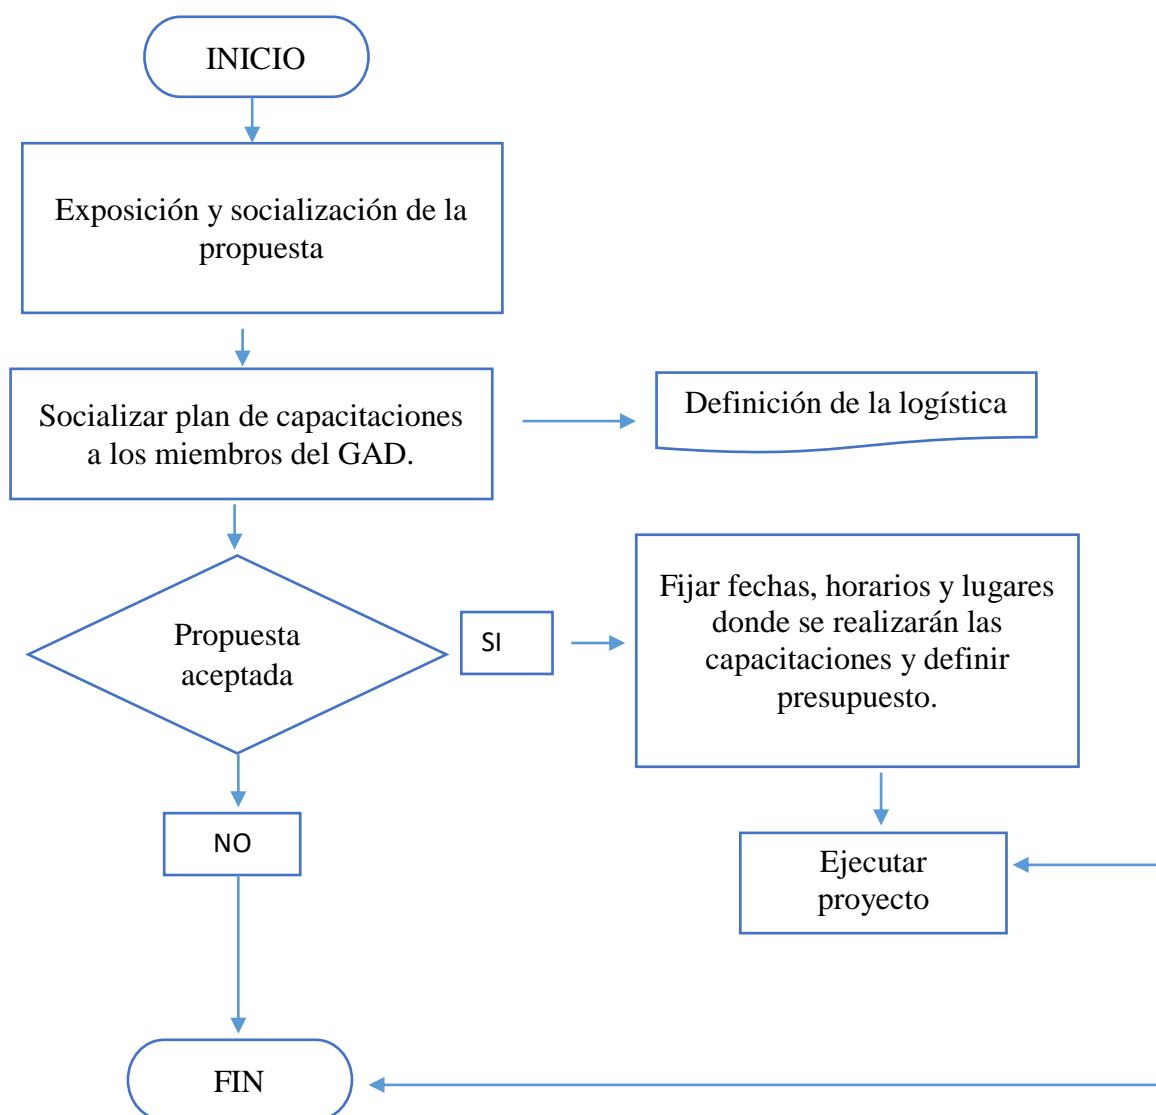 INICIO
Exposición y socialización de la
propuesta
Socializar plan de capacitaciones
a los miembros del GAD.
Definición de la logística
Propuesta
aceptada
SI
Fijar fechas, horarios y lugares
donde se realizarán las
capacitaciones y definir
presupuesto.
NO
Ejecutar
proyecto
FIN